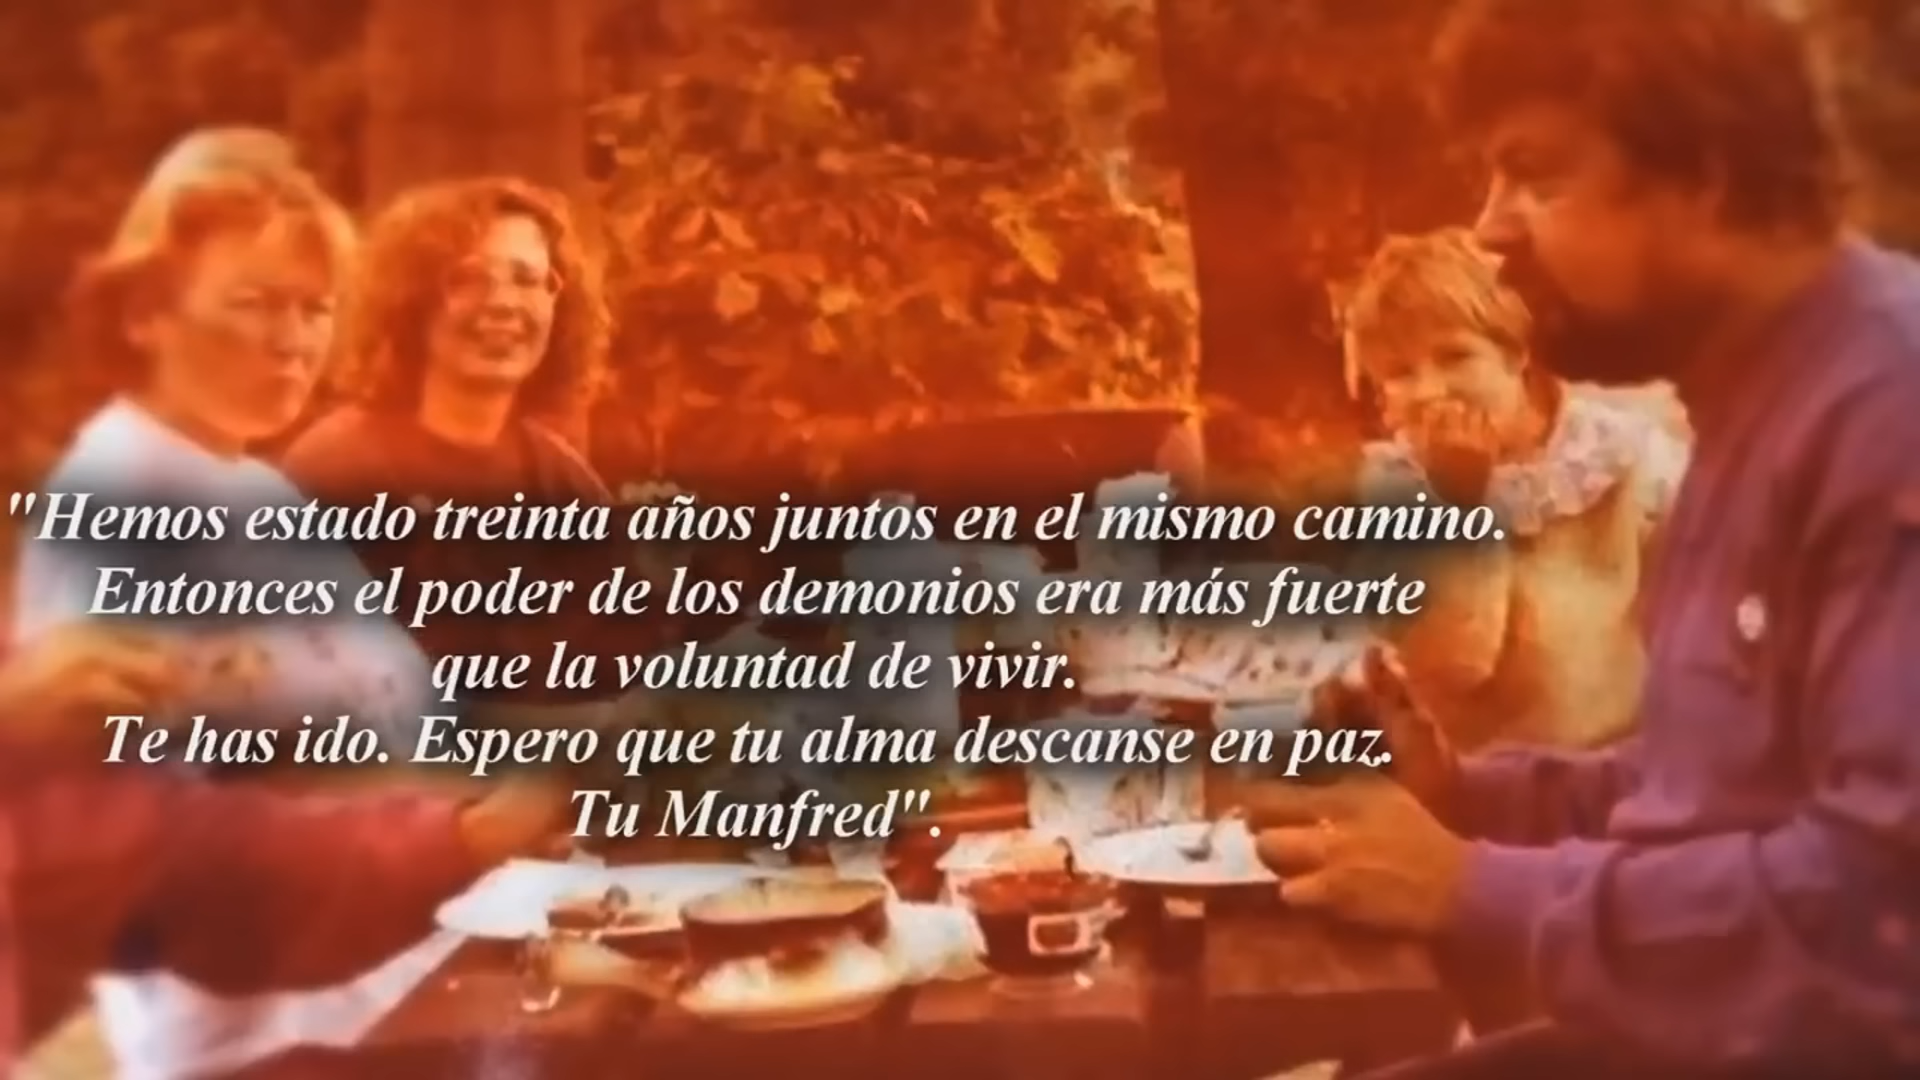 "Hemos estado treinta años juntos en el mismo camino.
Entonces el poder de los demonios era más fuerte
que la voluntad de vivir.
Te has ido. Espero que tu alma descanse en paz.
Tu Manfred".